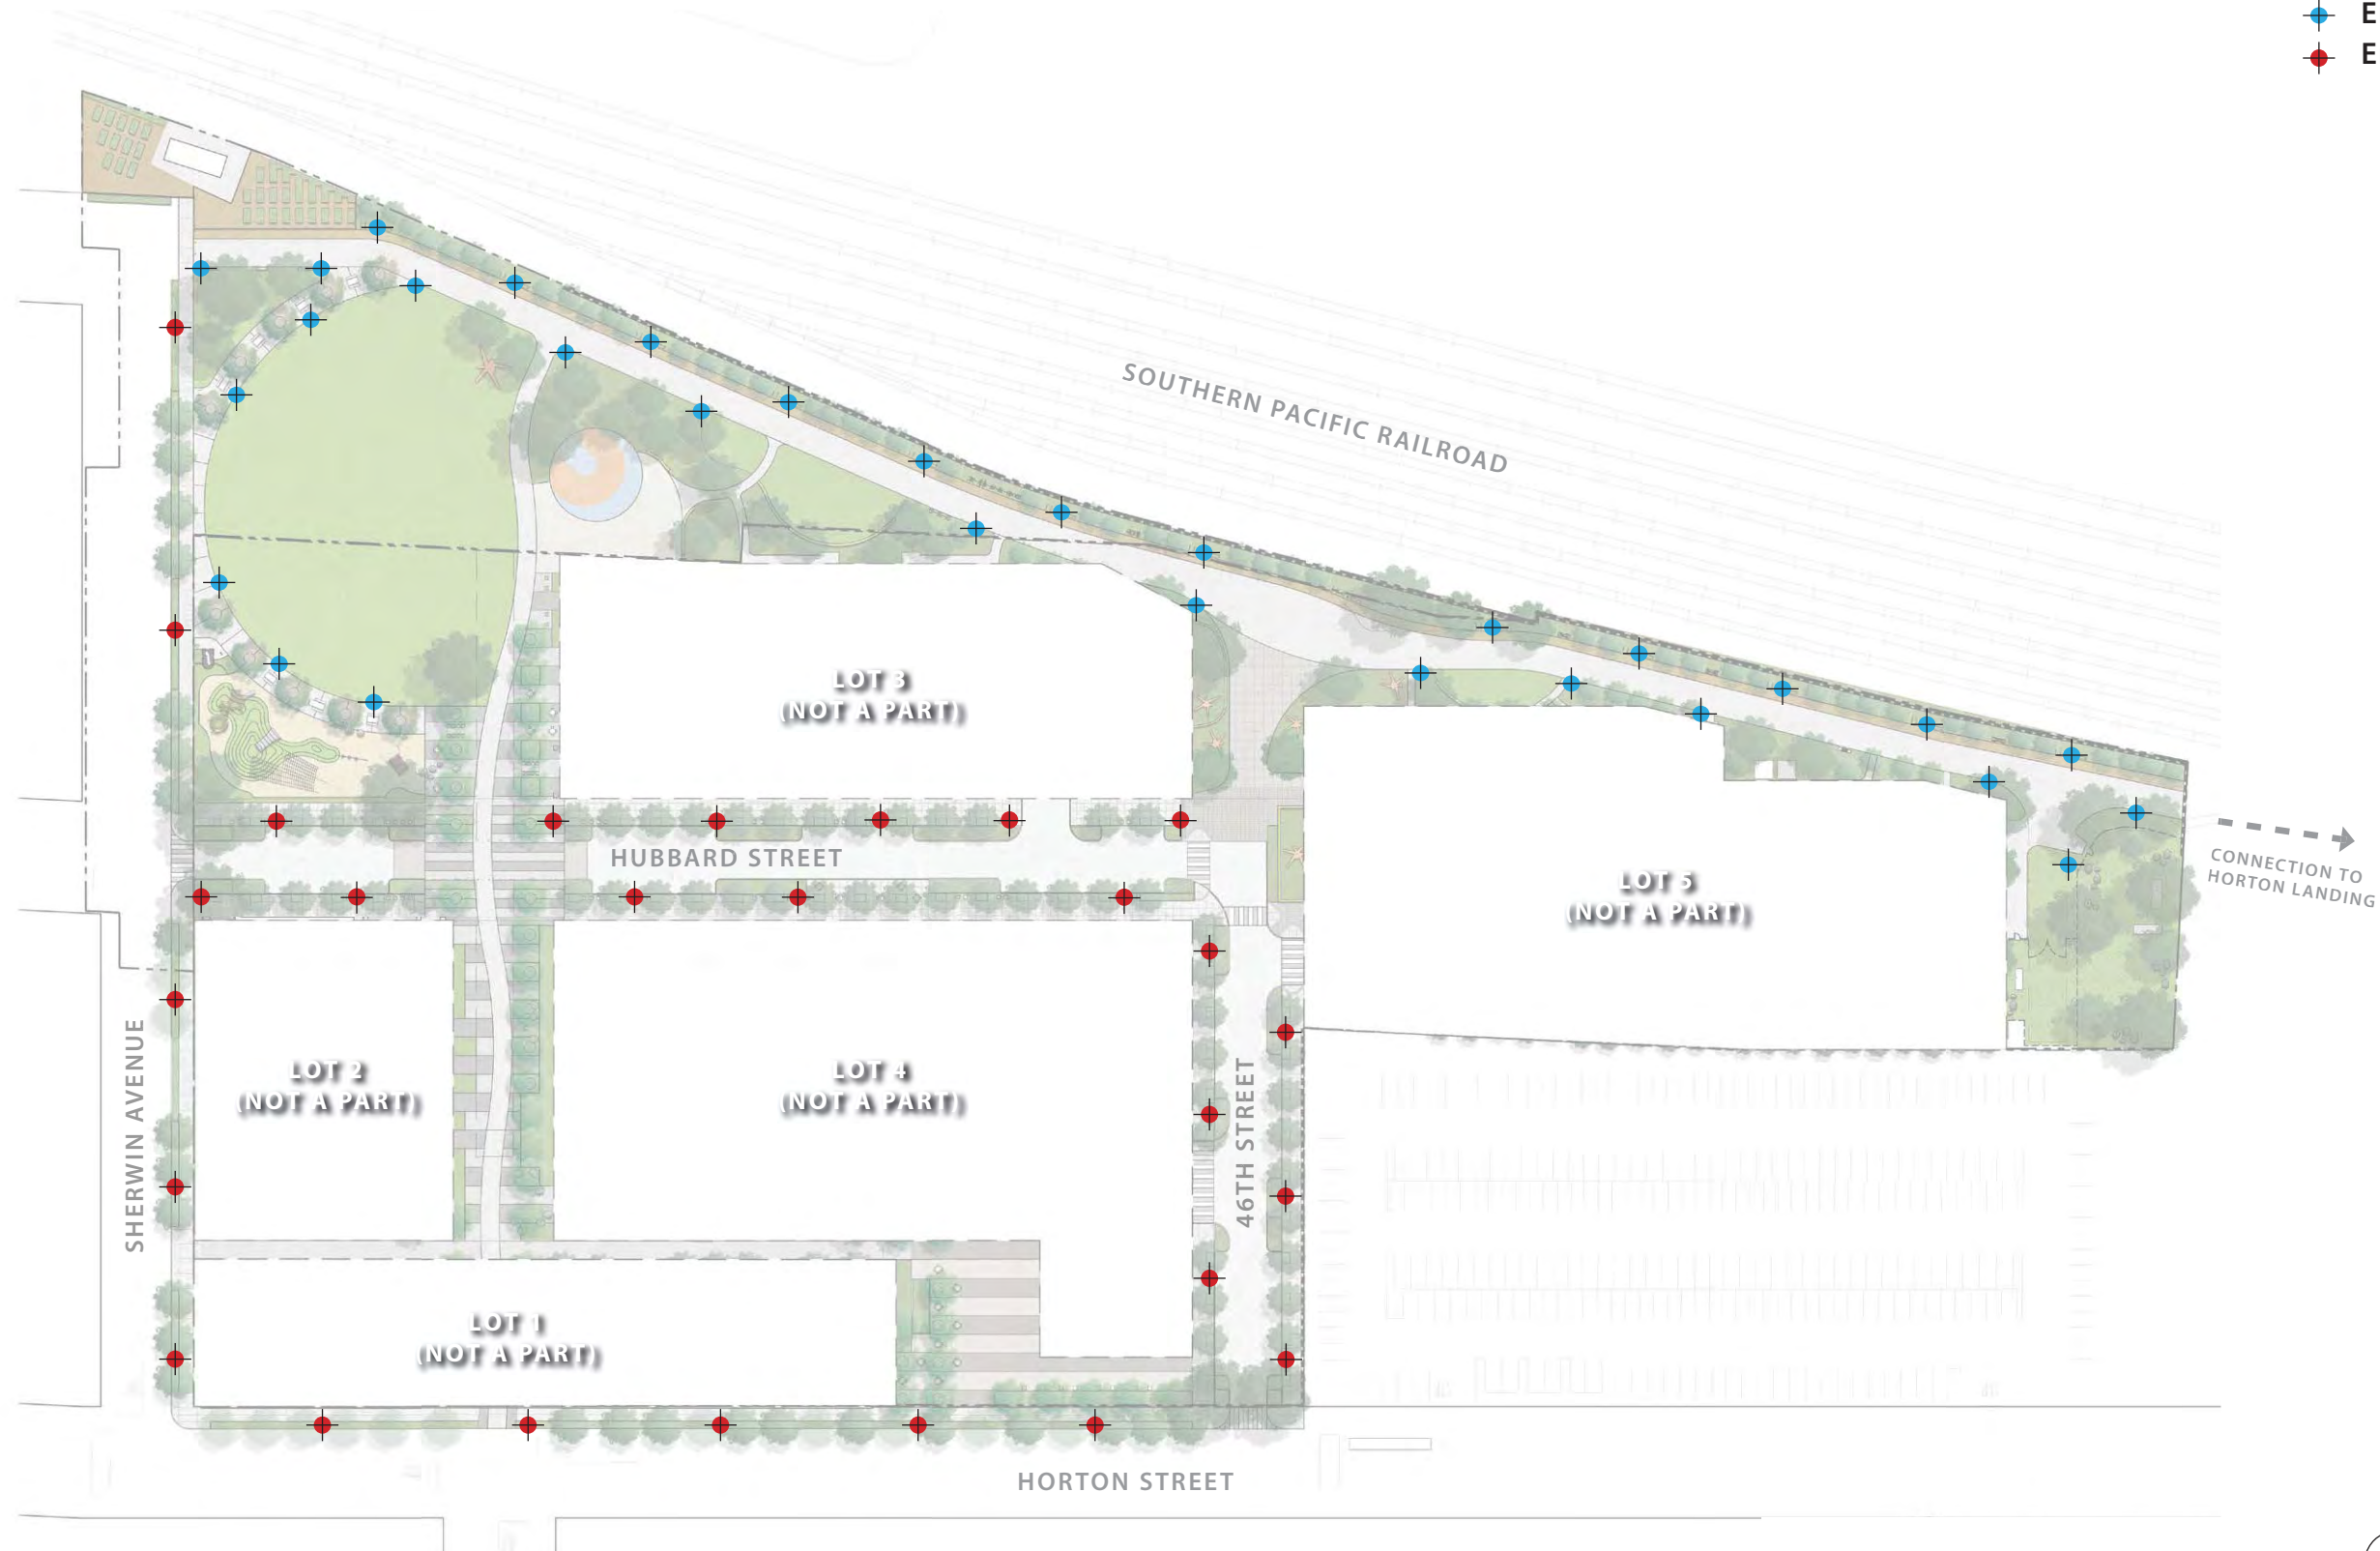 E
E
SOUTHERN PACIFIC RAILROAD
LOT 3
(NOT A PART)
HUBBARD STREET
CONNECTION TO
HORTON LANDING
LOT 5
(NOT A PART)
SHERWIN AVENUE
LOT 2
(NOT A PART)
LOT 4
(NOT A PART)
46TH STREET
LOT 1
(NOT A PART)
HORTON STREET